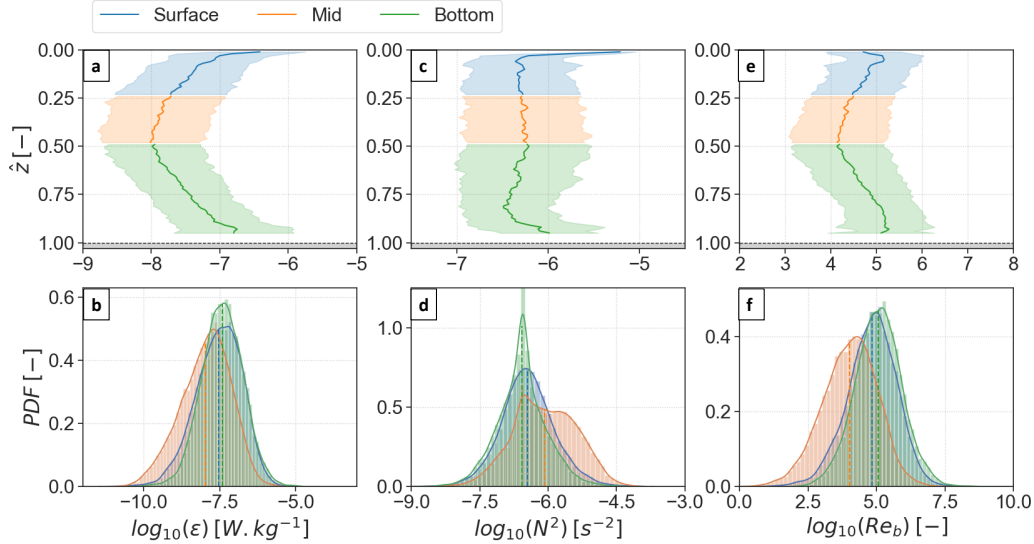 Surface Mid Bottom
a
c
e
0.00
0.25
0.50
0.75
1.00
ẑ [−]
−9 −8 −7 −6 −5
−7 −6 −5
2 3 4 5 6 7 8
b
d
f
0.6
0.4
0.2
0.0
PDF [−]
1.0
0.5
0.0
0.4
0.2
0.0
−10.0 −7.5 −5.0
−9.0 −7.5 −6.0 −4.5 −3.0
0.0 2.5 5.0 7.5 10.0
log₁₀(ε) [W.kg⁻¹]
log₁₀(N²) [s⁻²]
log₁₀(Re_b) [−]